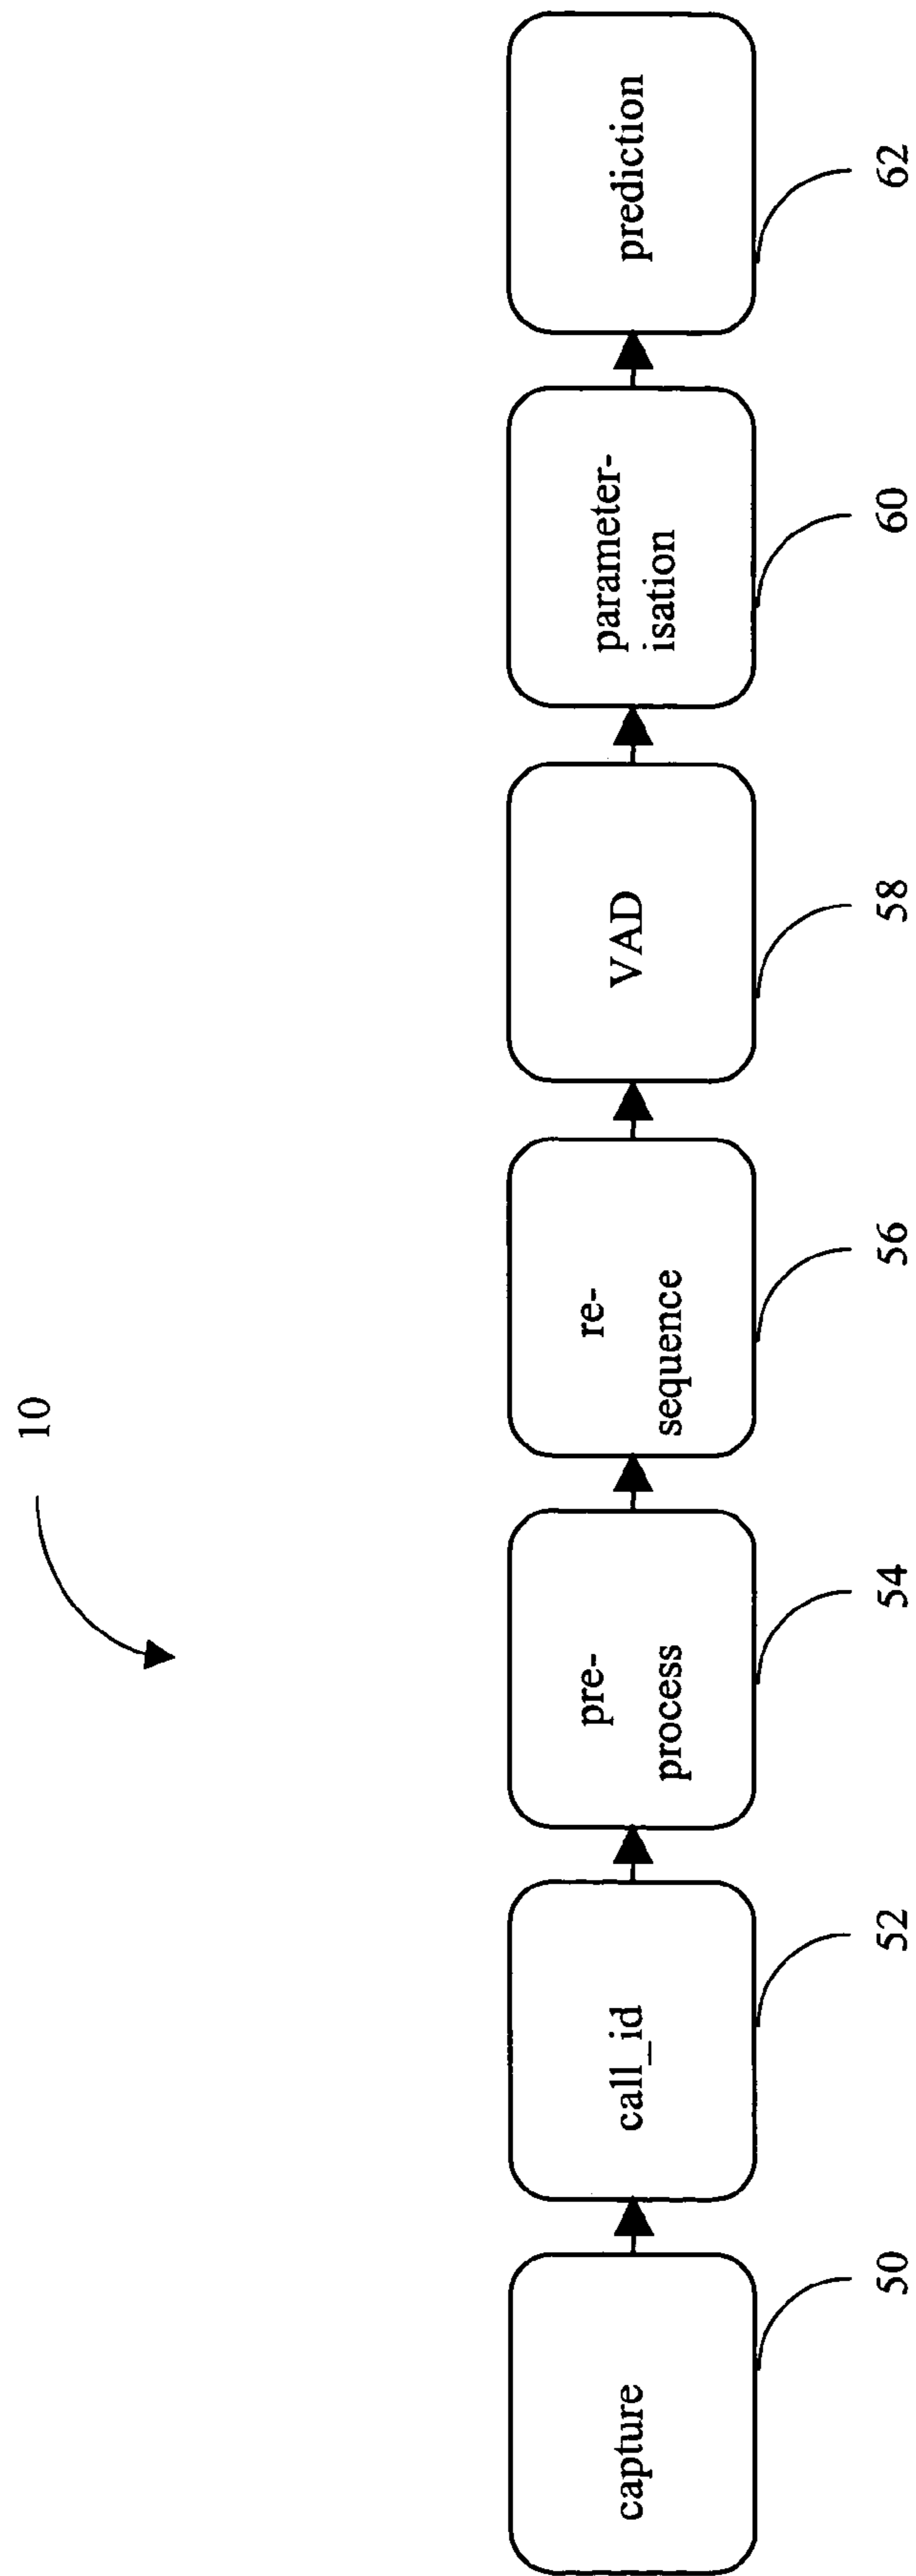 10
capture
call_id
pre-
process
re-
sequence
VAD
parameter-
isation
prediction
50
52
54
56
58
60
62